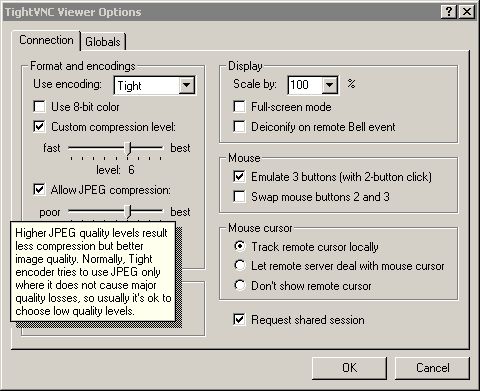 TightVNC Viewer Options
Connection
Globals
Format and encodings
Use encoding: Tight
Use 8-bit color
Custom compression level:
fast best
level: 6
Allow JPEG compression:
poor best
Higher JPEG quality levels result
less compression but better
image quality. Normally, Tight
encoder tries to use JPEG only
where it does not cause major
quality losses, so usually it's ok to
choose low quality levels.
Display
Scale by: 100 %
Full-screen mode
Deiconify on remote Bell event
Mouse
Emulate 3 buttons (with 2-button click)
Swap mouse buttons 2 and 3
Mouse cursor
Track remote cursor locally
Let remote server deal with mouse cursor
Don't show remote cursor
Request shared session
OK
Cancel